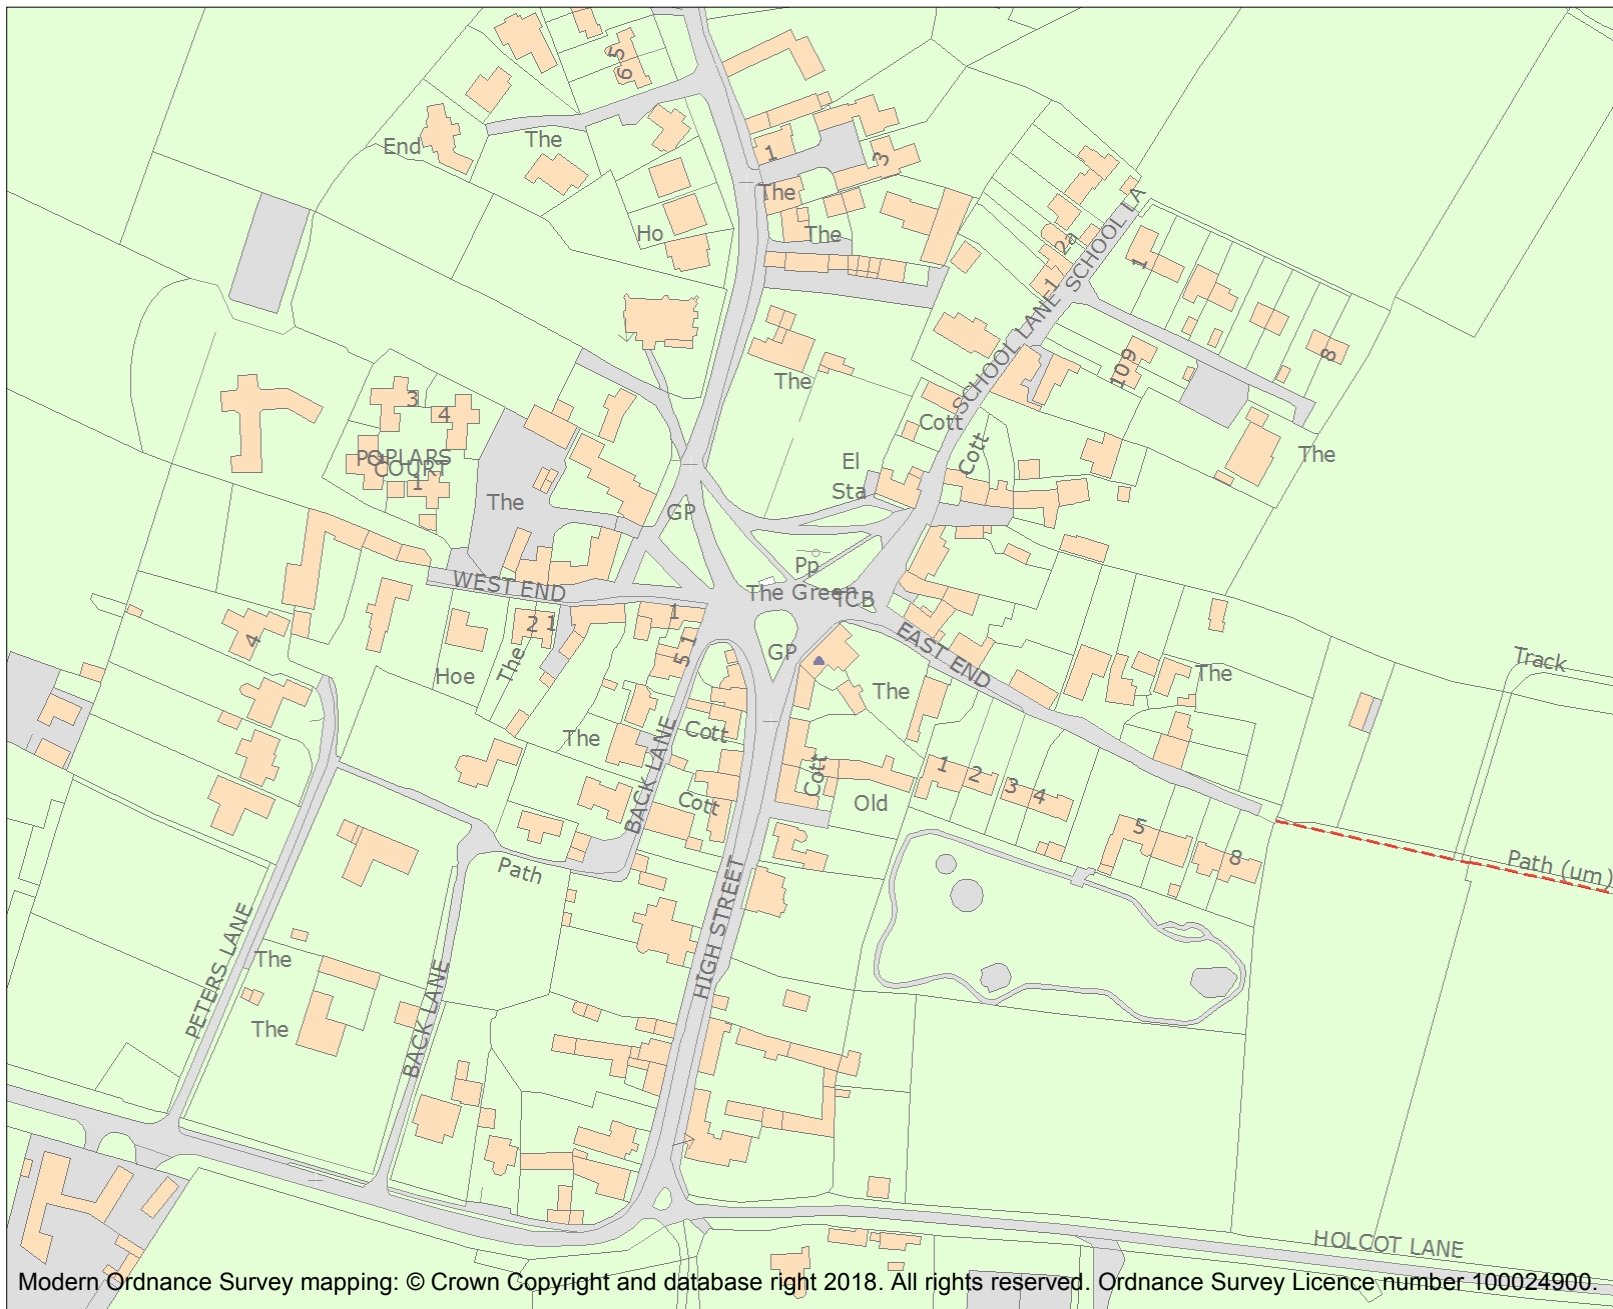 5
6
End
The
1
3
The
Ho
The
SCHOOL LA
2a
1
1
SCHOOL LANE
The
8
109
3
4
POPLARS
COURT
1
Cott
Cott
El
Sta
The
The
GP
Pp
The Green
TCB
WEST END
1
2 1
5 1
4
Hoe
The
GP
EAST END
The
The
Track
The
Cott
BACK LANE
Cott
Cott
Old
1
2
3
4
5
8
Path
Path (um)
HIGH STREET
PETERS LANE
The
The
BACK LANE
HOLCOT LANE
Modern Ordnance Survey mapping: © Crown Copyright and database right 2018. All rights reserved. Ordnance Survey Licence number 100024900.